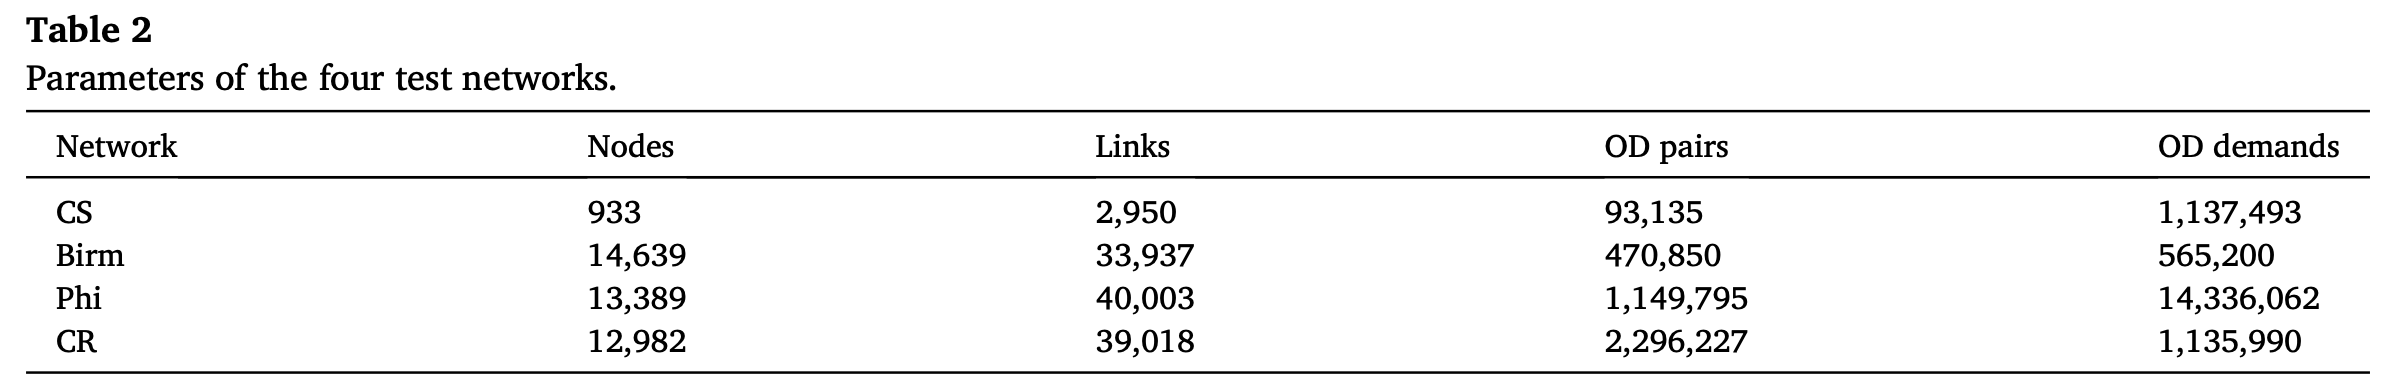 Table 2
Parameters of the four test networks.
Network Nodes Links OD pairs OD demands
CS 933 2,950 93,135 1,137,493
Birm 14,639 33,937 470,850 565,200
Phi 13,389 40,003 1,149,795 14,336,062
CR 12,982 39,018 2,296,227 1,135,990